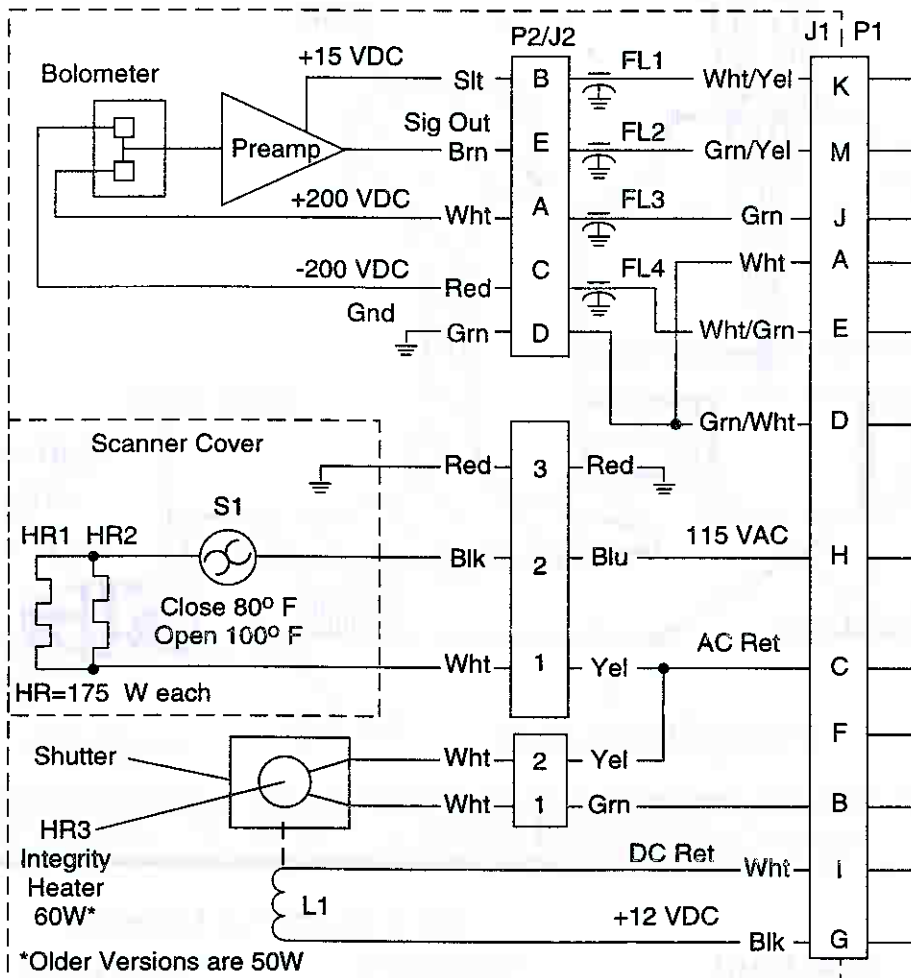 J1 P1
P2/J2
+15 VDC
Bolometer
Slt B FL1 Wht/Yel K
Sig Out
Preamp Brn E FL2 Grn/Yel M
+200 VDC Wht A FL3 Grn J
Wht A
-200 VDC Red C FL4
Gnd Grn D Wht/Grn E
Grn/Wht D
Scanner Cover
Red 3 Red
S1
HR1 HR2
115 VAC
Blk 2 Blu H
Close 80º F
Open 100º F
AC Ret
Wht 1 Yel C
HR=175 W each
F
Shutter Wht 2 Yel
Wht 1 Grn B
HR3
Integrity
Heater
60W*
DC Ret
Wht I
L1
+12 VDC
Blk G
*Older Versions are 50W